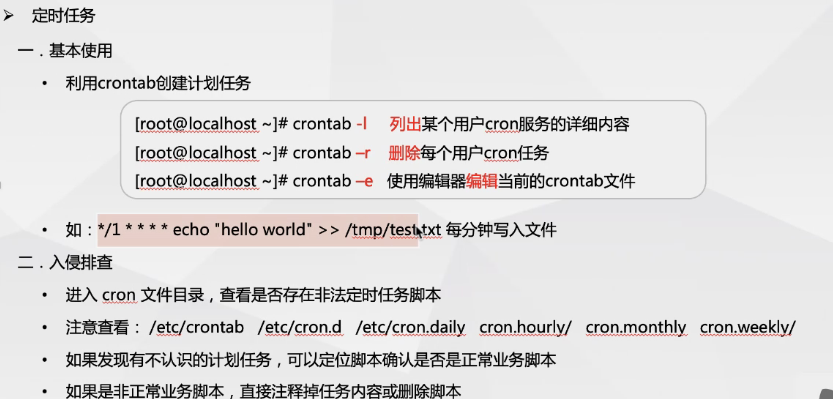 ➢ 定时任务
一 . 基本使用
• 利用crontab创建计划任务
[root@localhost ~]# crontab -l 列出某个用户cron服务的详细内容
[root@localhost ~]# crontab –r 删除每个用户cron任务
[root@localhost ~]# crontab –e 使用编辑器编辑当前的crontab文件
• 如：*/1 * * * * echo "hello world" >> /tmp/test.txt 每分钟写入文件
二 . 入侵排查
• 进入 cron 文件目录，查看是否存在非法定时任务脚本
• 注意查看： /etc/crontab /etc/cron.d /etc/cron.daily cron.hourly/ cron.monthly cron.weekly/
• 如果发现有不认识的计划任务，可以定位脚本确认是否是正常业务脚本
• 如果是非正常业务脚本，直接注释掉任务内容或删除脚本